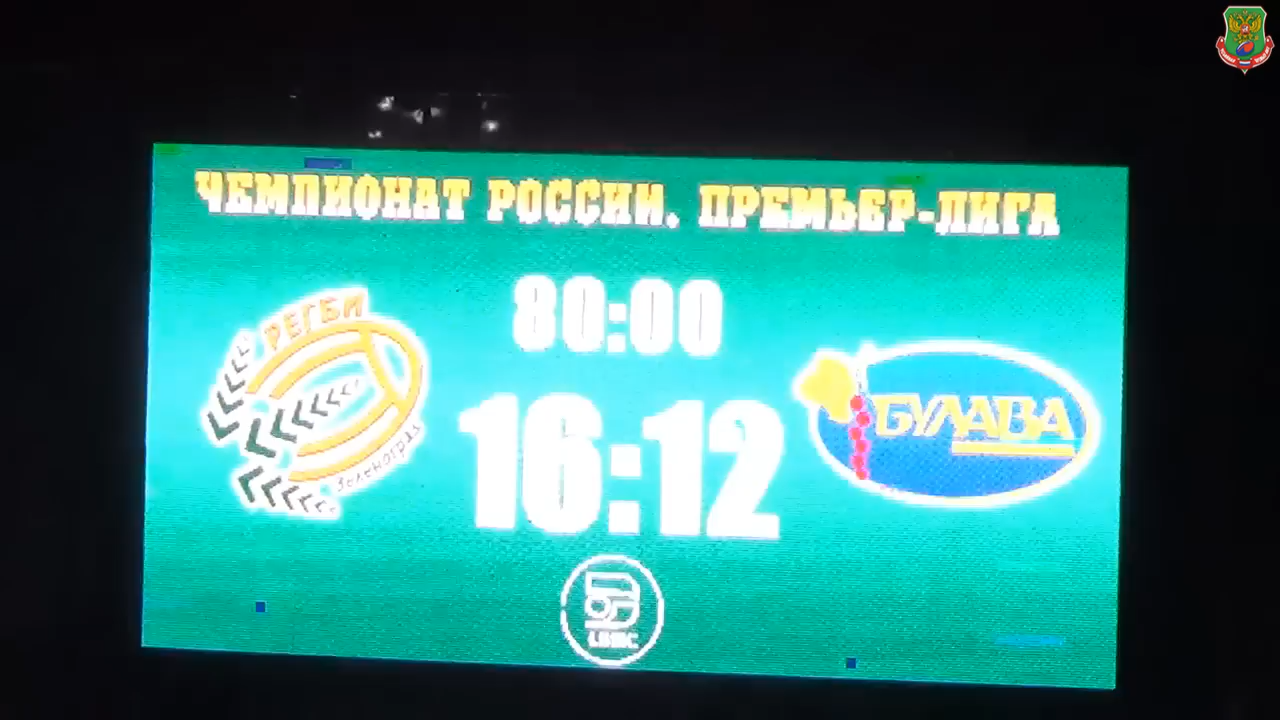 ЧЕМПИОНАТ РОССИИ. ПРЕМЬЕР-ЛИГА
80:00
РЕГБИ
Зеленоград
16:12
БУЛАВА